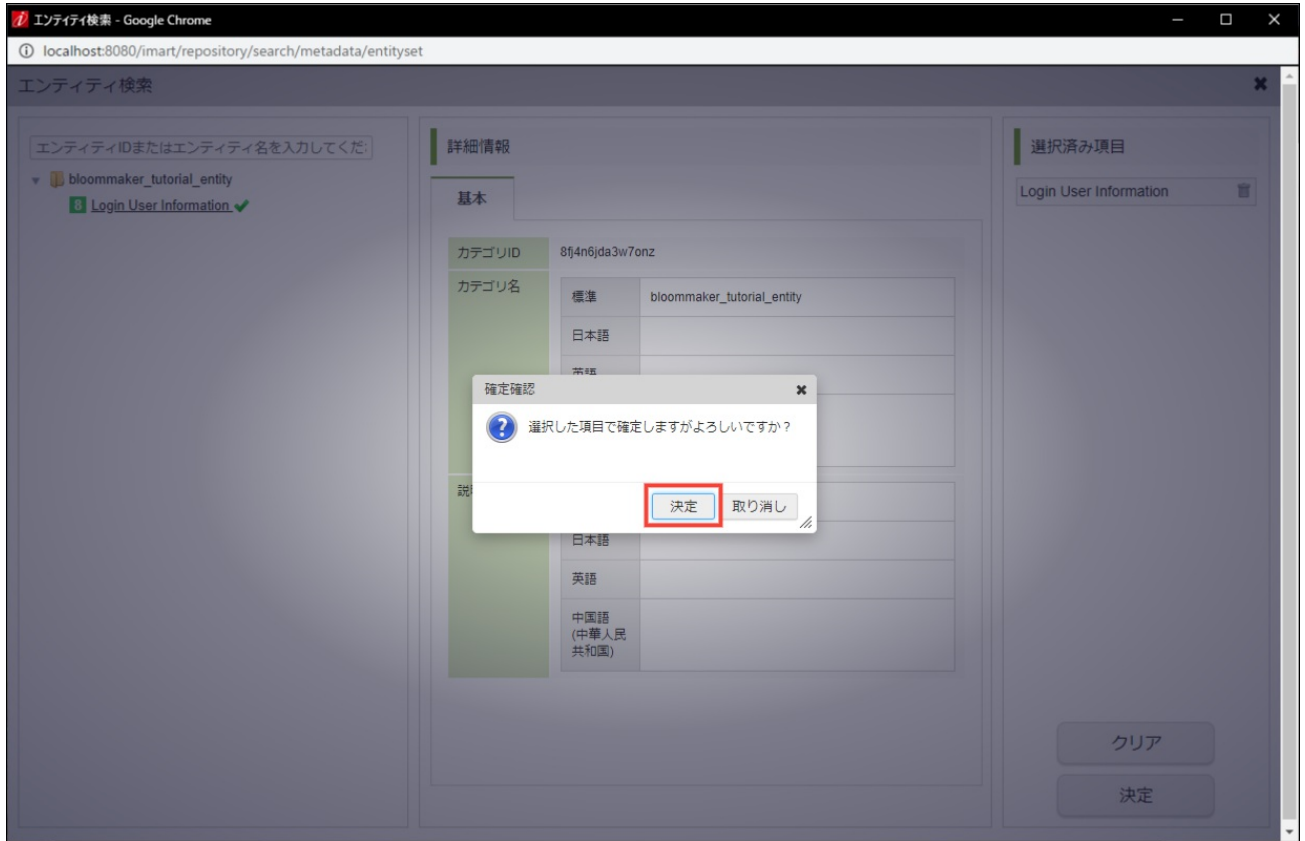 エンティティ検索 - Google Chrome
localhost:8080/imart/repository/search/metadata/entityset
エンティティ検索
エンティティIDまたはエンティティ名を入力してくだ
bloommaker_tutorial_entity
8 Login User Information
詳細情報
基本
カテゴリID 8fj4n6jda3w7onz
カテゴリ名
標準 bloommaker_tutorial_entity
日本語
英語
確定確認
選択した項目で確定しますがよろしいですか？
決定 取り消し
日本語
英語
中国語
(中華人民
共和国)
選択済み項目
Login User Information
クリア
決定